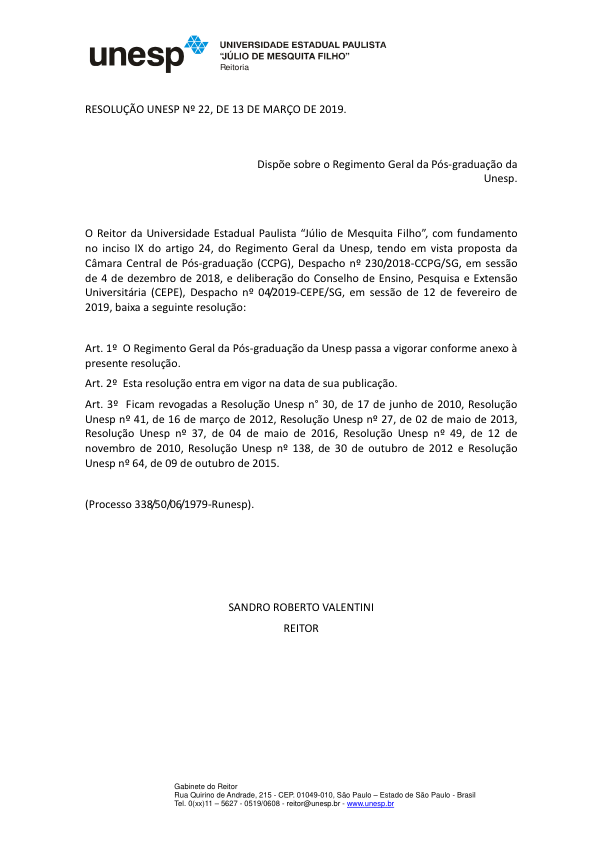 unesp
UNIVERSIDADE ESTADUAL PAULISTA
"JÚLIO DE MESQUITA FILHO"
Reitoria
RESOLUÇÃO UNESP Nº 22, DE 13 DE MARÇO DE 2019.
Dispõe sobre o Regimento Geral da Pós-graduação da
Unesp.
O Reitor da Universidade Estadual Paulista “Júlio de Mesquita Filho”, com fundamento
no inciso IX do artigo 24, do Regimento Geral da Unesp, tendo em vista proposta da
Câmara Central de Pós-graduação (CCPG), Despacho nº 230/2018-CCPG/SG, em sessão
de 4 de dezembro de 2018, e deliberação do Conselho de Ensino, Pesquisa e Extensão
Universitária (CEPE), Despacho nº 04/2019-CEPE/SG, em sessão de 12 de fevereiro de
2019, baixa a seguinte resolução:
Art. 1º O Regimento Geral da Pós-graduação da Unesp passa a vigorar conforme anexo à
presente resolução.
Art. 2º Esta resolução entra em vigor na data de sua publicação.
Art. 3º Ficam revogadas a Resolução Unesp n° 30, de 17 de junho de 2010, Resolução
Unesp nº 41, de 16 de março de 2012, Resolução Unesp nº 27, de 02 de maio de 2013,
Resolução Unesp nº 37, de 04 de maio de 2016, Resolução Unesp nº 49, de 12 de
novembro de 2010, Resolução Unesp nº 138, de 30 de outubro de 2012 e Resolução
Unesp nº 64, de 09 de outubro de 2015.
(Processo 338/50/06/1979-Runesp).
SANDRO ROBERTO VALENTINI
REITOR
Gabinete do Reitor
Rua Quirino de Andrade, 215 - CEP. 01049-010, São Paulo – Estado de São Paulo - Brasil
Tel. 0(xx)11 – 5627 - 0519/0608 - reitor@unesp.br - www.unesp.br